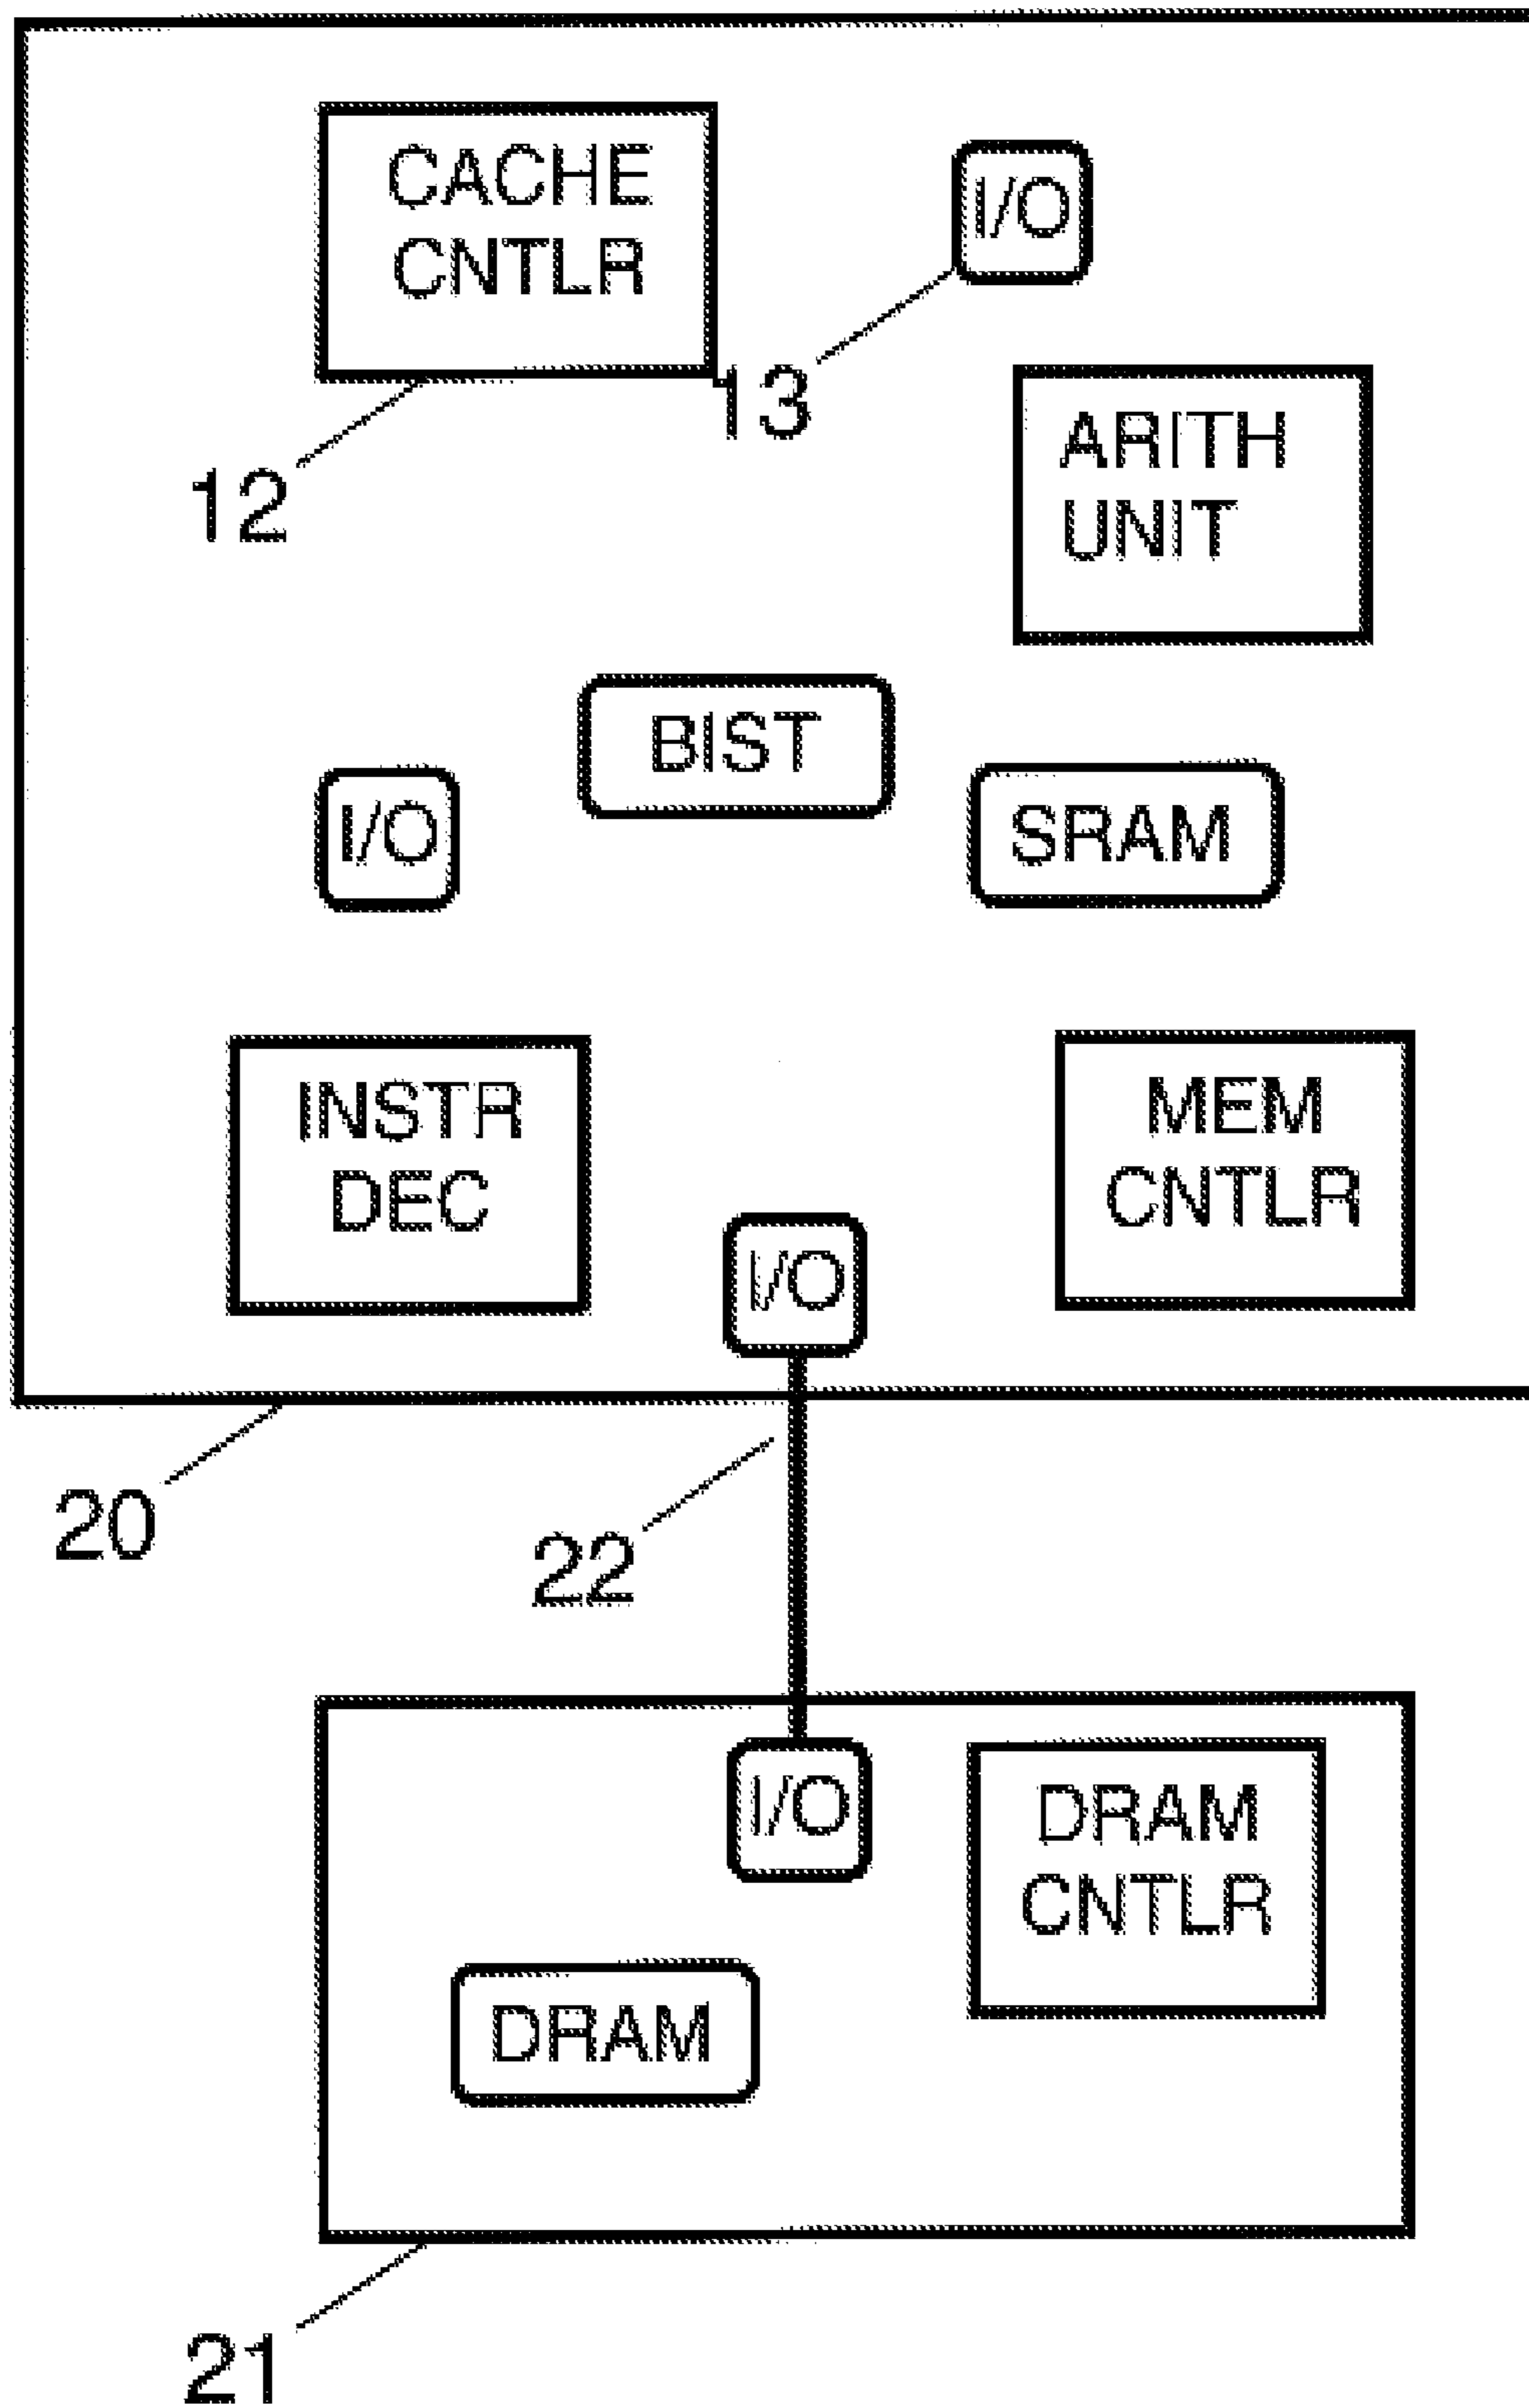 CACHE
CNTLR
I/O
13
12
ARITH
UNIT
BIST
I/O
SRAM
INSTR
DEC
MEM
CNTLR
I/O
20
22
I/O
DRAM
CNTLR
DRAM
21